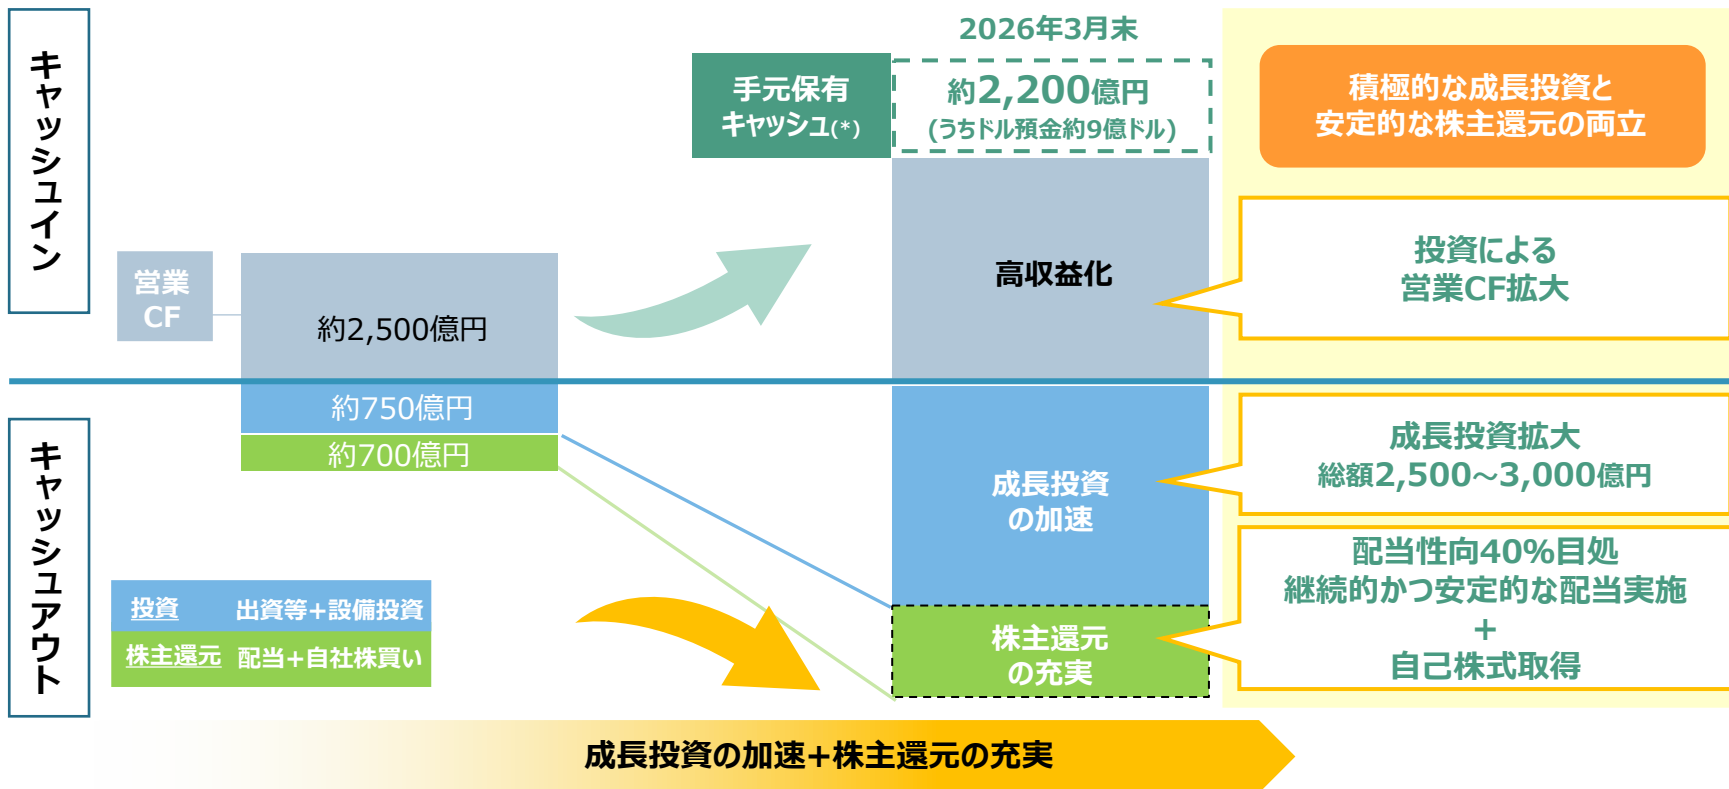 キャッシュイン
2026年3月末
手元保有
キャッシュ(*)
約2,200億円
(うちドル預金約9億ドル)
積極的な成長投資と
安定的な株主還元の両立
営業
CF
約2,500億円
高収益化
投資による
営業CF拡大
キャッシュアウト
約750億円
約700億円
成長投資
の加速
成長投資拡大
総額2,500～3,000億円
投資 出資等+設備投資
株主還元 配当+自社株買い
株主還元
の充実
配当性向40%目処
継続的かつ安定的な配当実施
+
自己株式取得
成長投資の加速+株主還元の充実